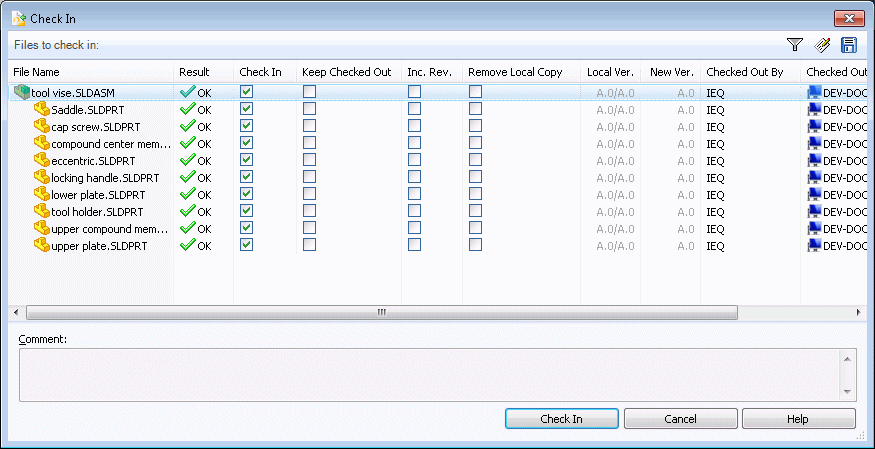 Check In
Files to check in:
File Name Result Check In Keep Checked Out Inc. Rev. Remove Local Copy Local Ver. New Ver. Checked Out By Checked Out
tool vise.SLDASM OK A.0/A.0 A.0 IEQ DEV-DOC
Saddle.SLDPRT OK A.0/A.0 A.0 IEQ DEV-DOC
cap screw.SLDPRT OK A.0/A.0 A.0 IEQ DEV-DOC
compound center mem... OK A.0/A.0 A.0 IEQ DEV-DOC
eccentric.SLDPRT OK A.0/A.0 A.0 IEQ DEV-DOC
locking handle.SLDPRT OK A.0/A.0 A.0 IEQ DEV-DOC
lower plate.SLDPRT OK A.0/A.0 A.0 IEQ DEV-DOC
tool holder.SLDPRT OK A.0/A.0 A.0 IEQ DEV-DOC
upper compound mem... OK A.0/A.0 A.0 IEQ DEV-DOC
upper plate.SLDPRT OK A.0/A.0 A.0 IEQ DEV-DOC
Comment:
Check In Cancel Help